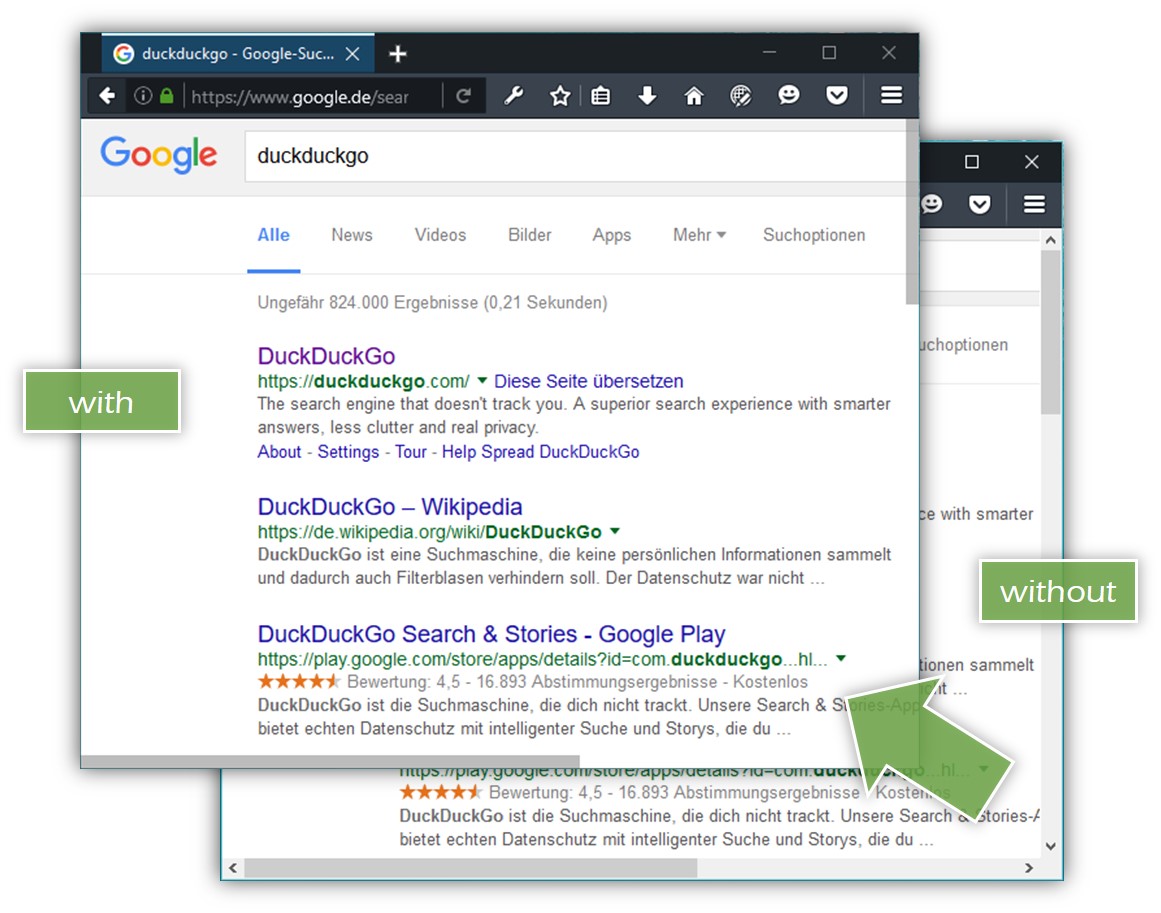 duckduckgo - Google-Suc...
https://www.google.de/sear
Google
duckduckgo
Alle News Videos Bilder Apps Mehr Suchoptionen
Ungefähr 824.000 Ergebnisse (0,21 Sekunden)
DuckDuckGo
https://duckduckgo.com/ Diese Seite übersetzen
The search engine that doesn't track you. A superior search experience with smarter
answers, less clutter and real privacy.
About - Settings - Tour - Help Spread DuckDuckGo
DuckDuckGo – Wikipedia
https://de.wikipedia.org/wiki/DuckDuckGo
DuckDuckGo ist eine Suchmaschine, die keine persönlichen Informationen sammelt
und dadurch auch Filterblasen verhindern soll. Der Datenschutz war nicht ...
DuckDuckGo Search & Stories - Google Play
https://play.google.com/store/apps/details?id=com.duckduckgo...hl...
Bewertung: 4,5 - 16.893 Abstimmungsergebnisse - Kostenlos
DuckDuckGo ist die Suchmaschine, die dich nicht trackt. Unsere Search & Stories-App
bietet echten Datenschutz mit intelligenter Suche und Storys, die du ...
with
uchoptionen
ce with smarter
without
tionen sammelt
cht ...
https://play.google.com/store/apps/details?id=com.duckduckgo...hl...
Bewertung: 4,5 - 16.893 Abstimmungsergebnisse - Kostenlos
DuckDuckGo ist die Suchmaschine, die dich nicht trackt. Unsere Search & Stories-A
bietet echten Datenschutz mit intelligenter Suche und Storys, die du ...